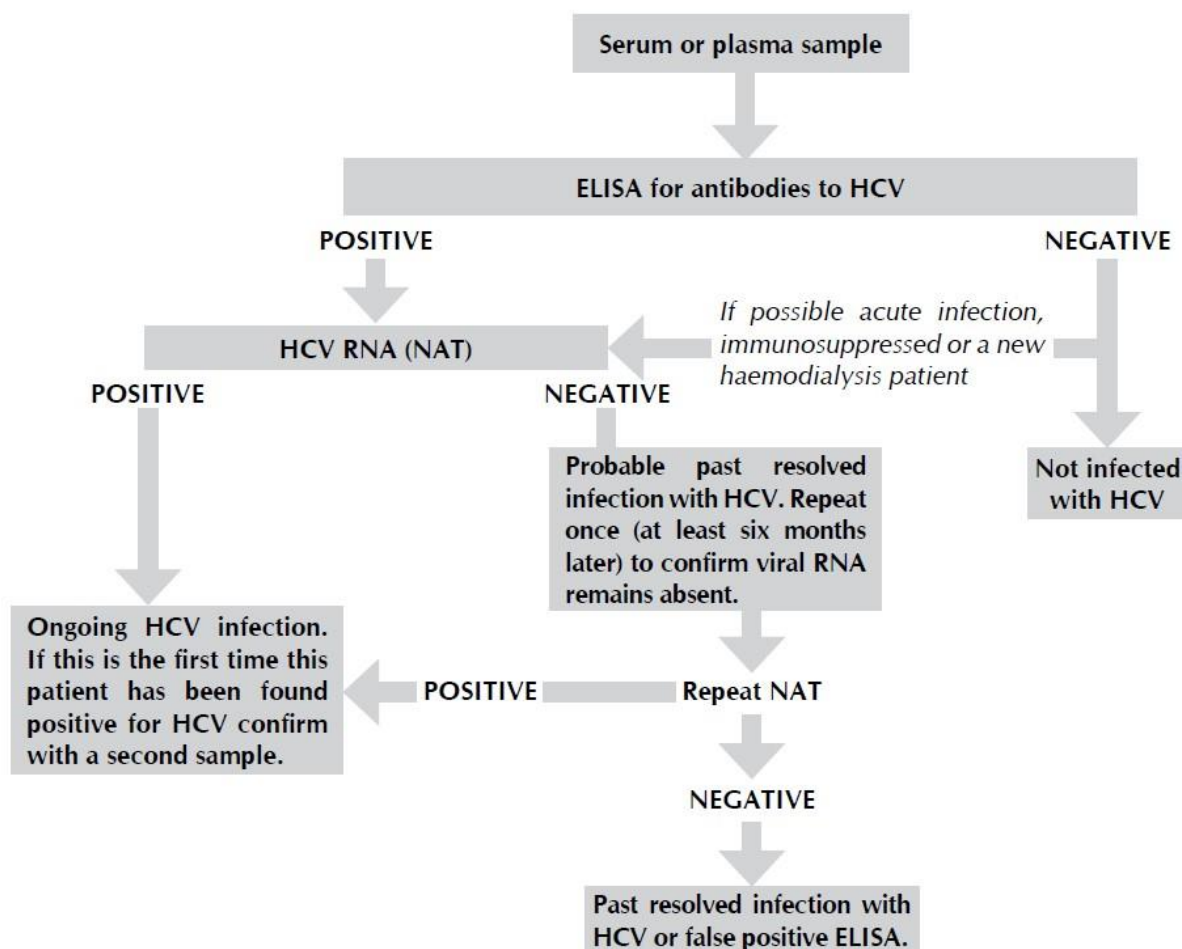 Serum or plasma sample
ELISA for antibodies to HCV
POSITIVE
NEGATIVE
If possible acute infection,
immunosuppressed or a new
haemodialysis patient
HCV RNA (NAT)
POSITIVE
NEGATIVE
Probable past resolved
infection with HCV. Repeat
once (at least six months
later) to confirm viral RNA
remains absent.
Not infected
with HCV
Ongoing HCV infection.
If this is the first time this
patient has been found
positive for HCV confirm
with a second sample.
POSITIVE
Repeat NAT
NEGATIVE
Past resolved infection with
HCV or false positive ELISA.